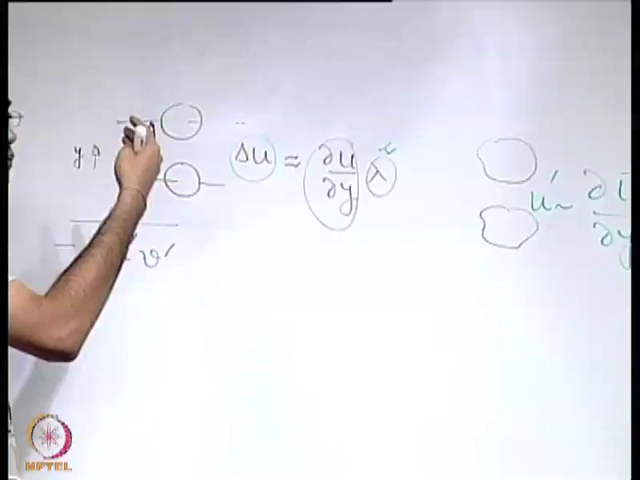 y ↑
Δu ≈ ∂u/∂y λ
v′
u′ ~ ∂u/∂y
NPTEL